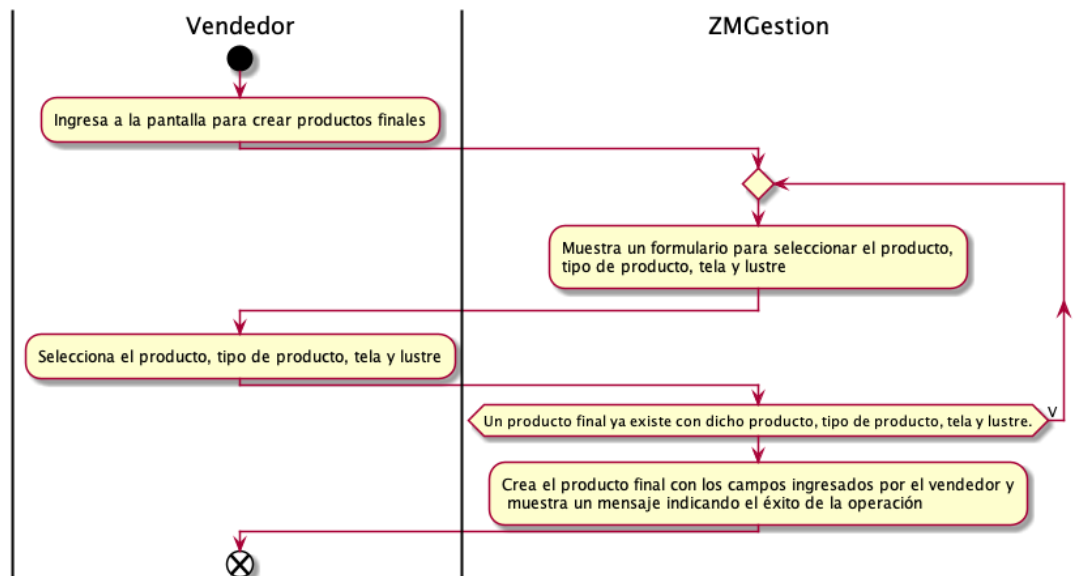 Vendedor
ZMGestion
Ingresa a la pantalla para crear productos finales
Muestra un formulario para seleccionar el producto,
tipo de producto, tela y lustre
Selecciona el producto, tipo de producto, tela y lustre
Un producto final ya existe con dicho producto, tipo de producto, tela y lustre.
V
Crea el producto final con los campos ingresados por el vendedor y
muestra un mensaje indicando el éxito de la operación